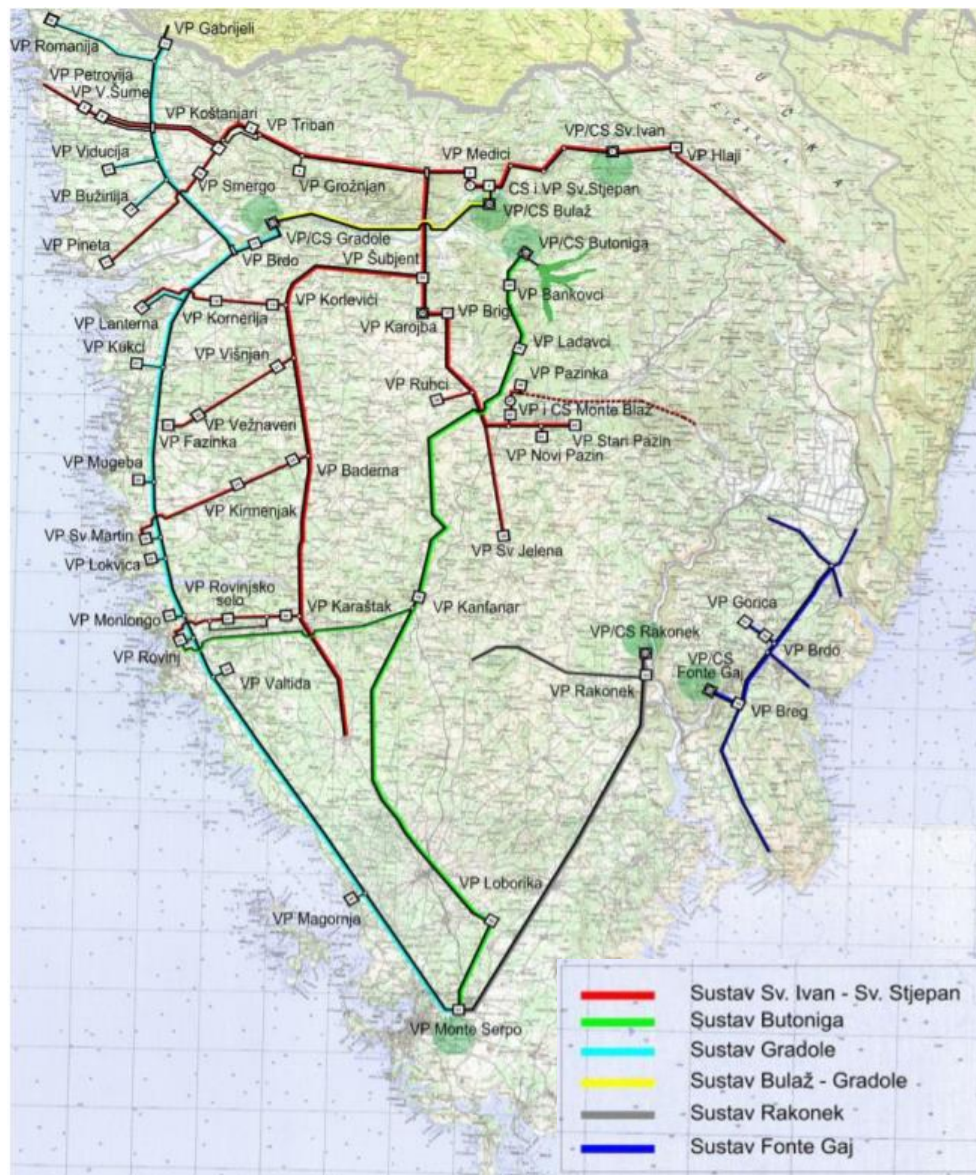 VP Gabrijeli
VP Romanija
VP Petrovija
VP V.Šume
VP Koštanjari
VP Triban
VP/CS Sv.Ivan
VP Medici
VP Hlaji
VP Viducija
VP Grožnjan
CS i VP Sv.Stjepan
VP Smergo
VP Bužinija
VP/CS Bulaž
VP/CS Gradole
VP Pineta
VP Brdo
VP/CS Butoniga
VP Šubjent
VP Bankovci
VP Korlevići
VP Lanterna
VP Kornerija
VP Karojba
VP Brig
VP Kukci
VP Ladavci
VP Višnjan
VP Pazinka
VP Ruhci
VP i CS Monte Blaž
VP Vežnaveri
VP Fazinka
VP Stari Pazin
VP Novi Pazin
VP Mugeba
VP Baderna
VP Kirmenjak
VP Sv Martin
VP Sv Jelena
VP Lokvica
VP Rovinjsko
selo
VP Karaštak
VP Kanfanar
VP Monlongo
VP Gorica
VP/CS Rakonek
VP Rovinj
VP Brdo
VP/CS
Fonte Gaj
VP Valtida
VP Rakonek
VP Breg
VP Loborika
VP Magornja
VP Monte Serpo
Sustav Sv. Ivan - Sv. Stjepan
Sustav Butoniga
Sustav Gradole
Sustav Bulaž - Gradole
Sustav Rakonek
Sustav Fonte Gaj